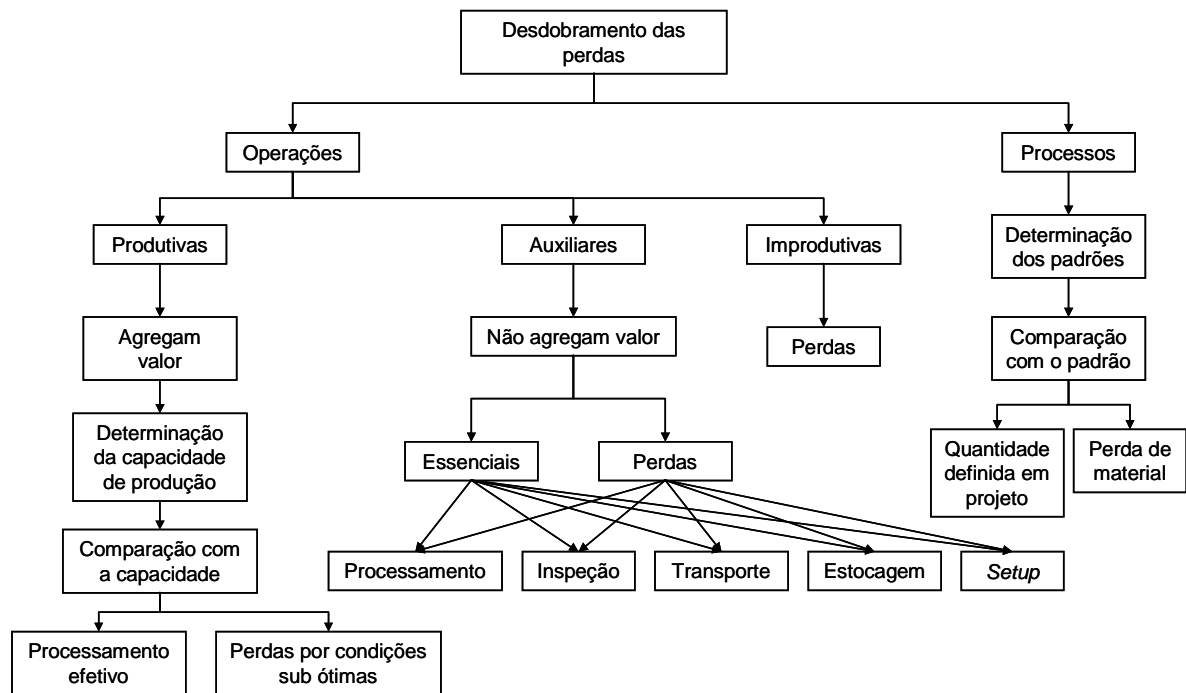 Desdobramento das
perdas
Operações
Processos
Produtivas
Auxiliares
Improdutivas
Determinação
dos padrões
Agregam
valor
Não agregam valor
Perdas
Comparação
com o padrão
Determinação
da capacidade
de produção
Essenciais
Perdas
Quantidade
definida em
projeto
Perda de
material
Comparação com
a capacidade
Processamento
Inspeção
Transporte
Estocagem
Setup
Processamento
efetivo
Perdas por condições
sub ótimas